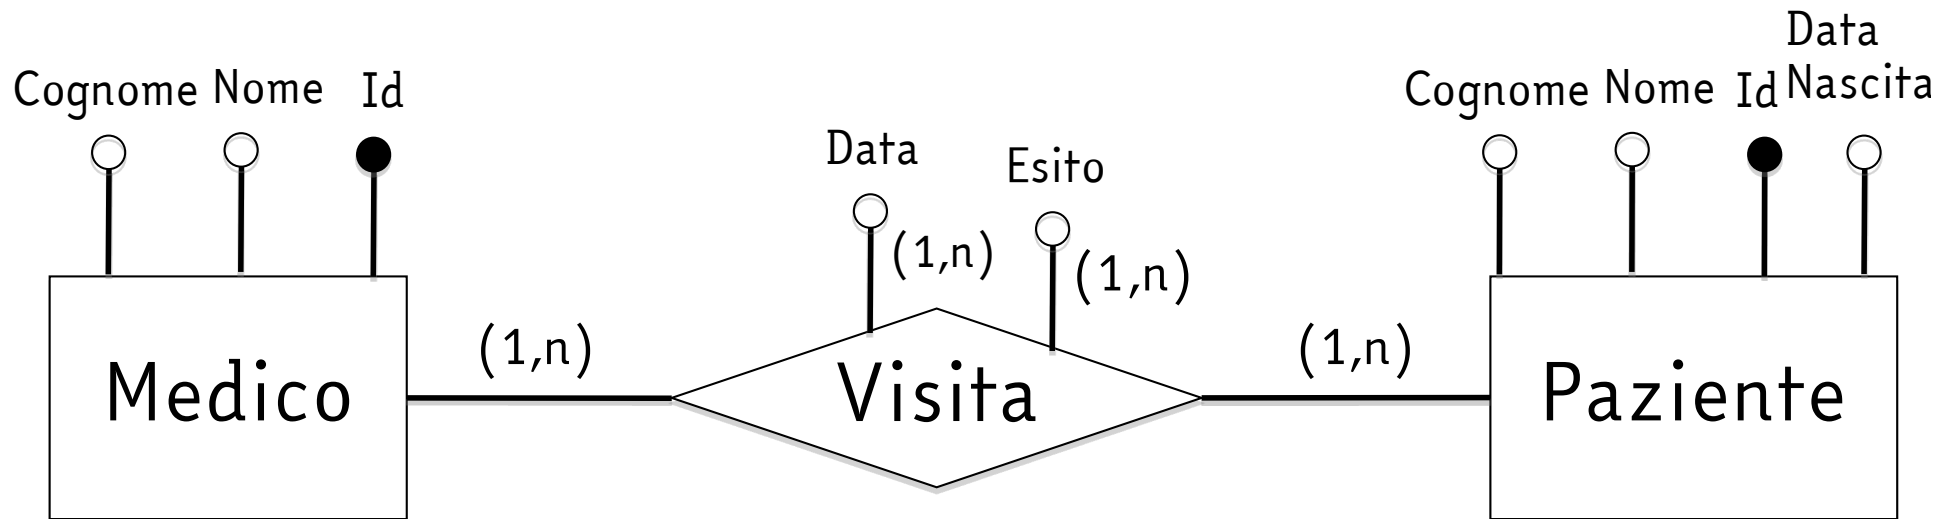 Cognome Nome Id
Data
Esito
(1,n)
(1,n)
Cognome Nome Id
Data
Nascita
Medico
(1,n)
Visita
(1,n)
Paziente